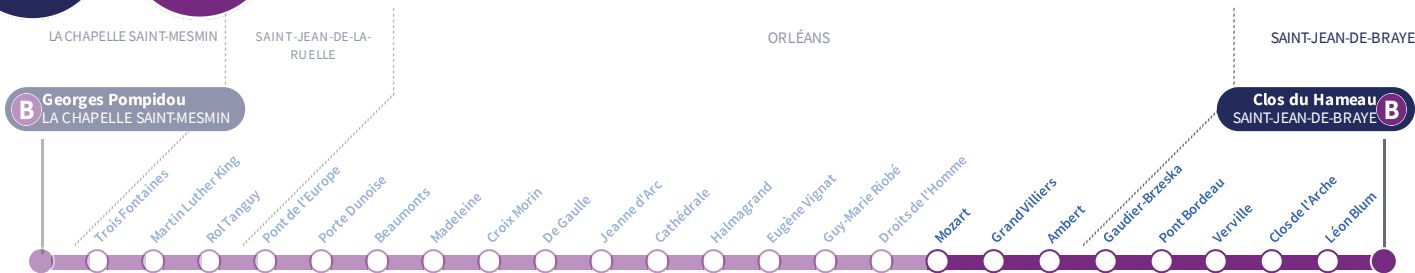 LA CHAPELLE SAINT-MESMIN
SAINT-JEAN-DE-LA-
RUELLE
ORLÉANS
SAINT-JEAN-DE-BRAYE
B
Georges Pompidou
LA CHAPELLE SAINT-MESMIN
Clos du Hameau
SAINT-JEAN-DE-BRAYE
B
Trois Fontaines
Martin Luther King
Rol Tanguy
Pont de l'Europe
Porte Dunoise
Beaumonts
Madeleine
Croix Morin
De Gaulle
Jeanne d'Arc
Cathédrale
Halmagrand
Eugène Vignat
Guy-Marie Riobé
Droits de l'Homme
Mozart
Grand Villiers
Ambert
Gaudier-Brzeska
Pont Bordeau
Verville
Clos de l'Arche
Léon Blum